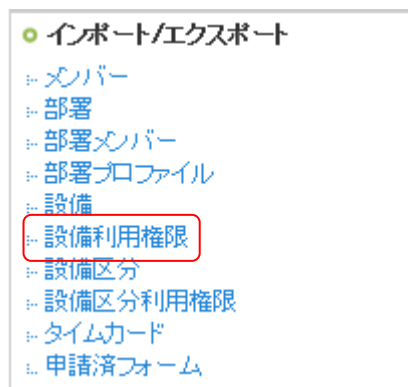 インポート/エクスポート
メンバー
部署
部署メンバー
部署プロファイル
設備
設備利用権限
設備区分
設備区分利用権限
タイムカード
申請済フォーム